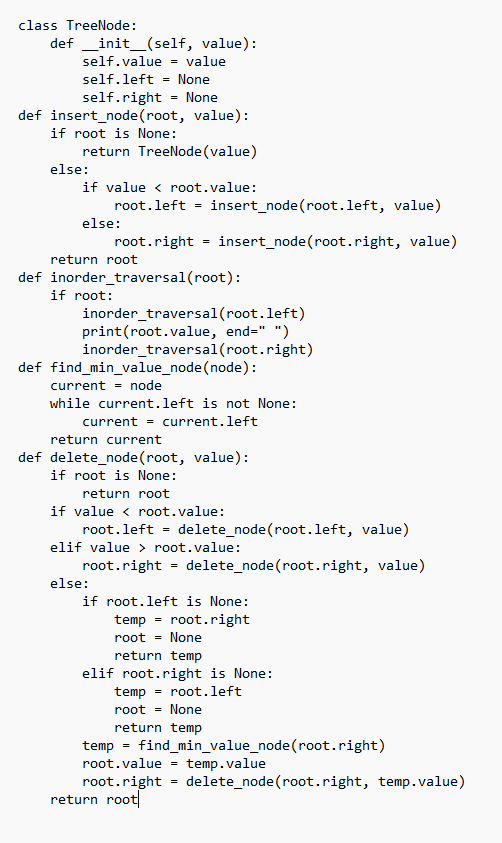 class TreeNode:
    def __init__(self, value):
        self.value = value
        self.left = None
        self.right = None
def insert_node(root, value):
    if root is None:
        return TreeNode(value)
    else:
        if value < root.value:
            root.left = insert_node(root.left, value)
        else:
            root.right = insert_node(root.right, value)
    return root
def inorder_traversal(root):
    if root:
        inorder_traversal(root.left)
        print(root.value, end=" ")
        inorder_traversal(root.right)
def find_min_value_node(node):
    current = node
    while current.left is not None:
        current = current.left
    return current
def delete_node(root, value):
    if root is None:
        return root
    if value < root.value:
        root.left = delete_node(root.left, value)
    elif value > root.value:
        root.right = delete_node(root.right, value)
    else:
        if root.left is None:
            temp = root.right
            root = None
            return temp
        elif root.right is None:
            temp = root.left
            root = None
            return temp
        temp = find_min_value_node(root.right)
        root.value = temp.value
        root.right = delete_node(root.right, temp.value)
    return root